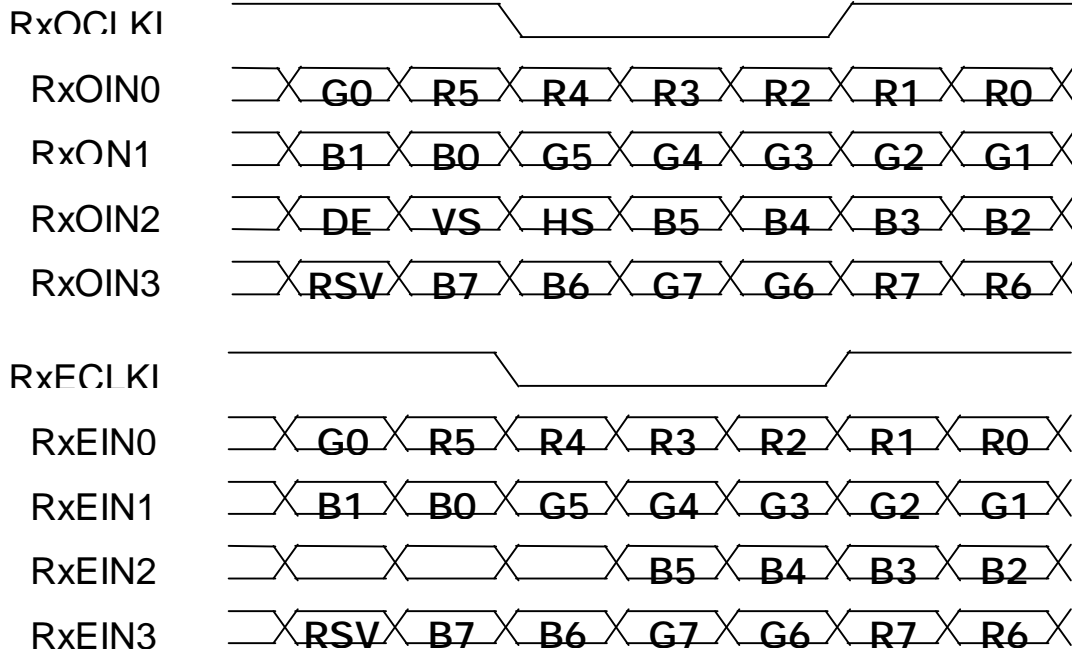 RxOCLKI
RxOIN0 G0 R5 R4 R3 R2 R1 R0
RxON1 B1 B0 G5 G4 G3 G2 G1
RxOIN2 DE VS HS B5 B4 B3 B2
RxOIN3 RSV B7 B6 G7 G6 R7 R6
RxECLKI
RxEIN0 G0 R5 R4 R3 R2 R1 R0
RxEIN1 B1 B0 G5 G4 G3 G2 G1
RxEIN2 B5 B4 B3 B2
RxEIN3 RSV B7 B6 G7 G6 R7 R6